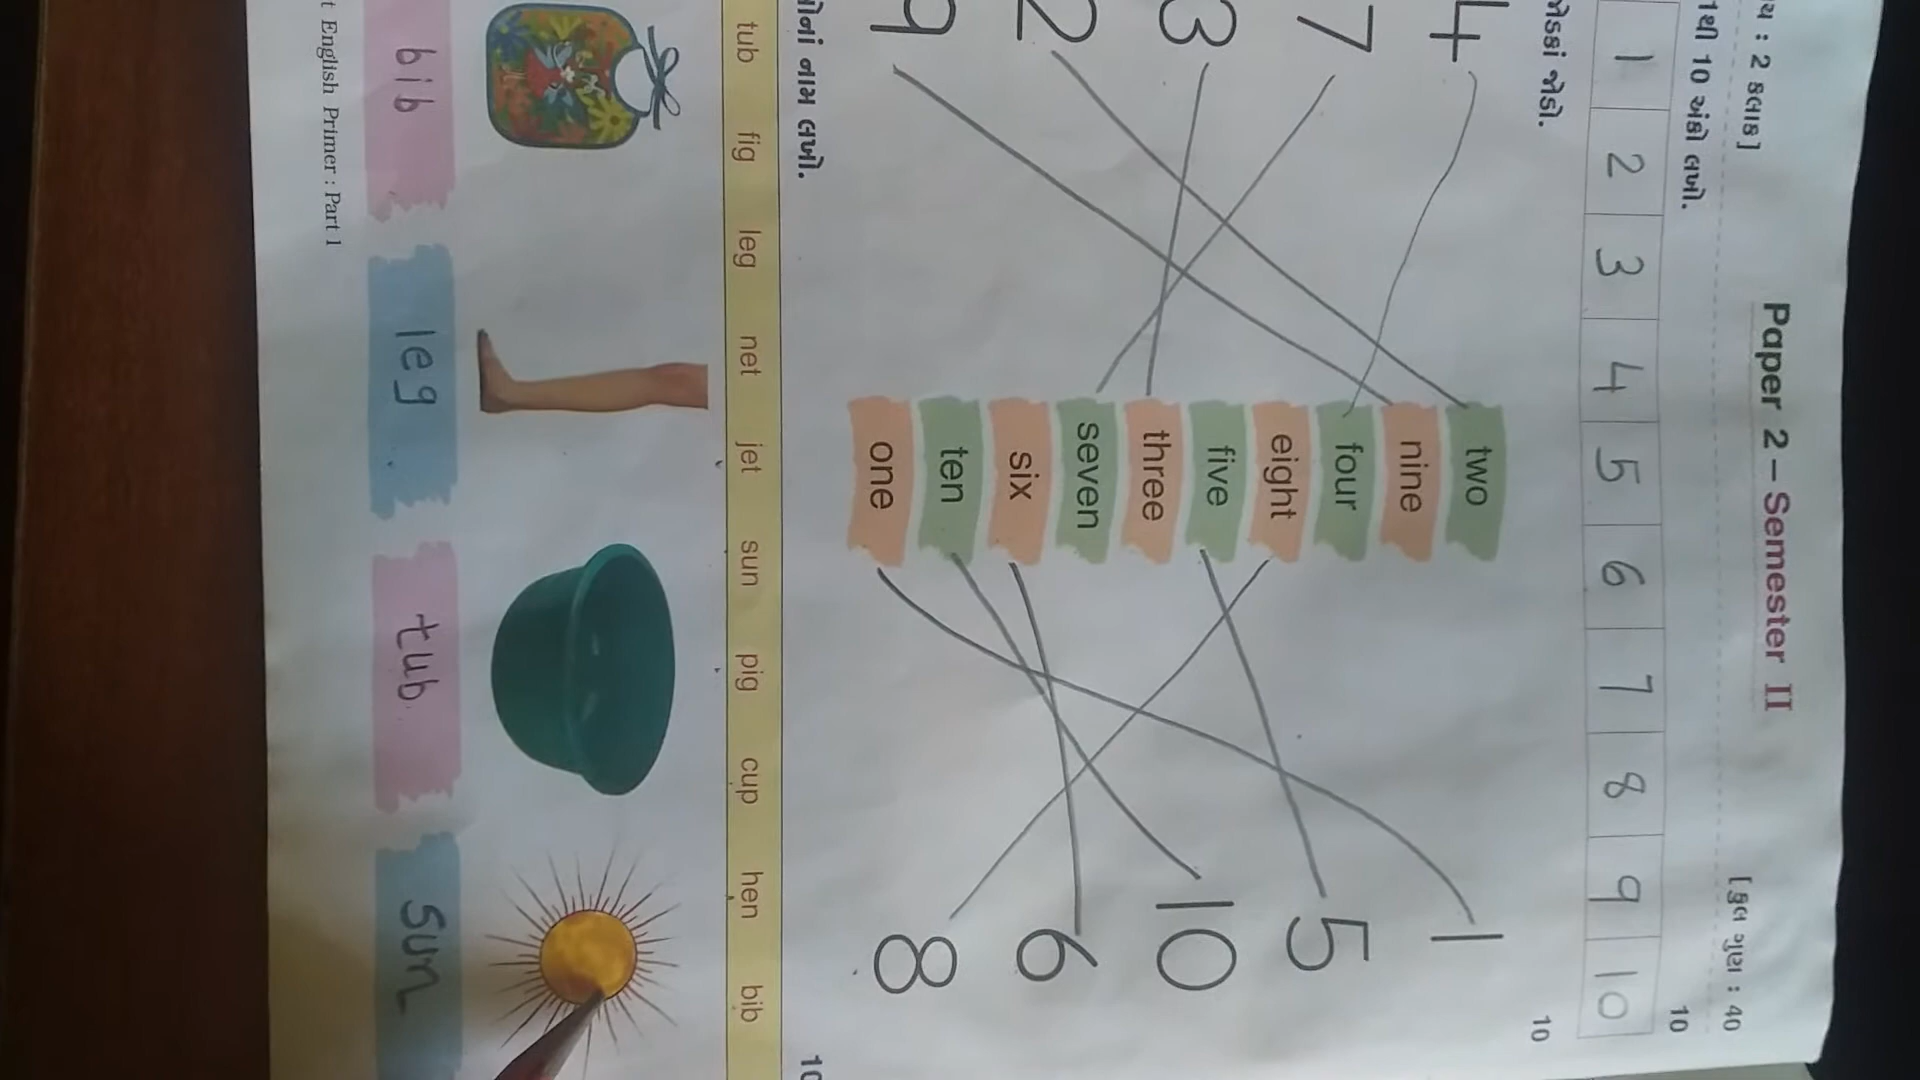 Paper 2 – Semester II
ય : 2 કલાક]
[ કુલ ગુણ : 40
1થી 10 અંકો લખો.
10
1 2 3 4 5 6 7 8 9 10
જોડકાં જોડો.
10
4 two 1
nine
7 four 5
eight
3 five 10
three
2 seven 6
six
9 ten 8
one
નાં નામ લખો.
10
tub fig leg net jet sun pig cup hen bib
bib leg tub sun
t English Primer : Part 1